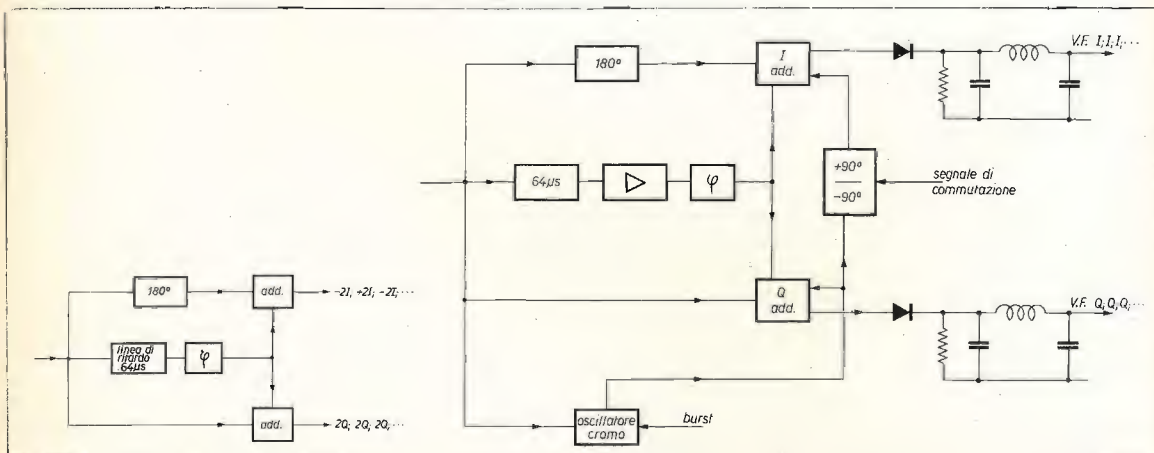 180°
add.
-2I, +2I; -2I; ...
linea di
ritardo
64µs
φ
add.
2Q; 2Q; 2Q; ...
180°
I
add.
V.F. I; I; I; ...
64µs
φ
+90°
-90°
segnale di
commutazione
Q
add.
V.F. Q; Q; Q; ...
oscillatore
cromo
burst